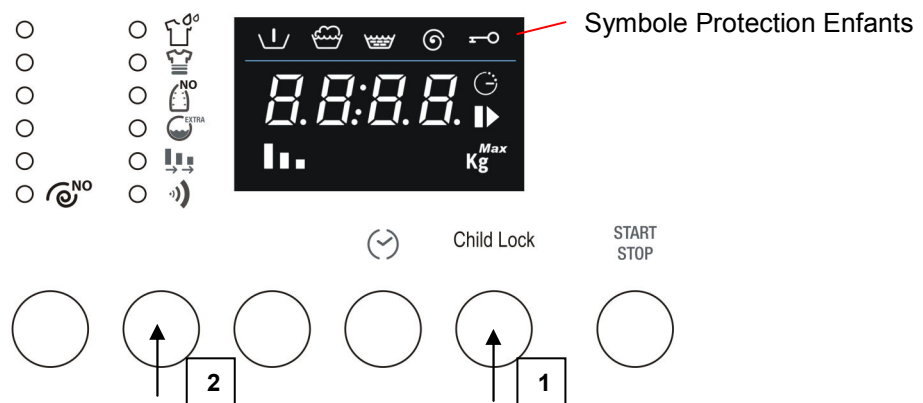 Symbole Protection Enfants
NO
EXTRA
NO
8.8:8.8.
Max
Kg
Child Lock
START
STOP
2
1